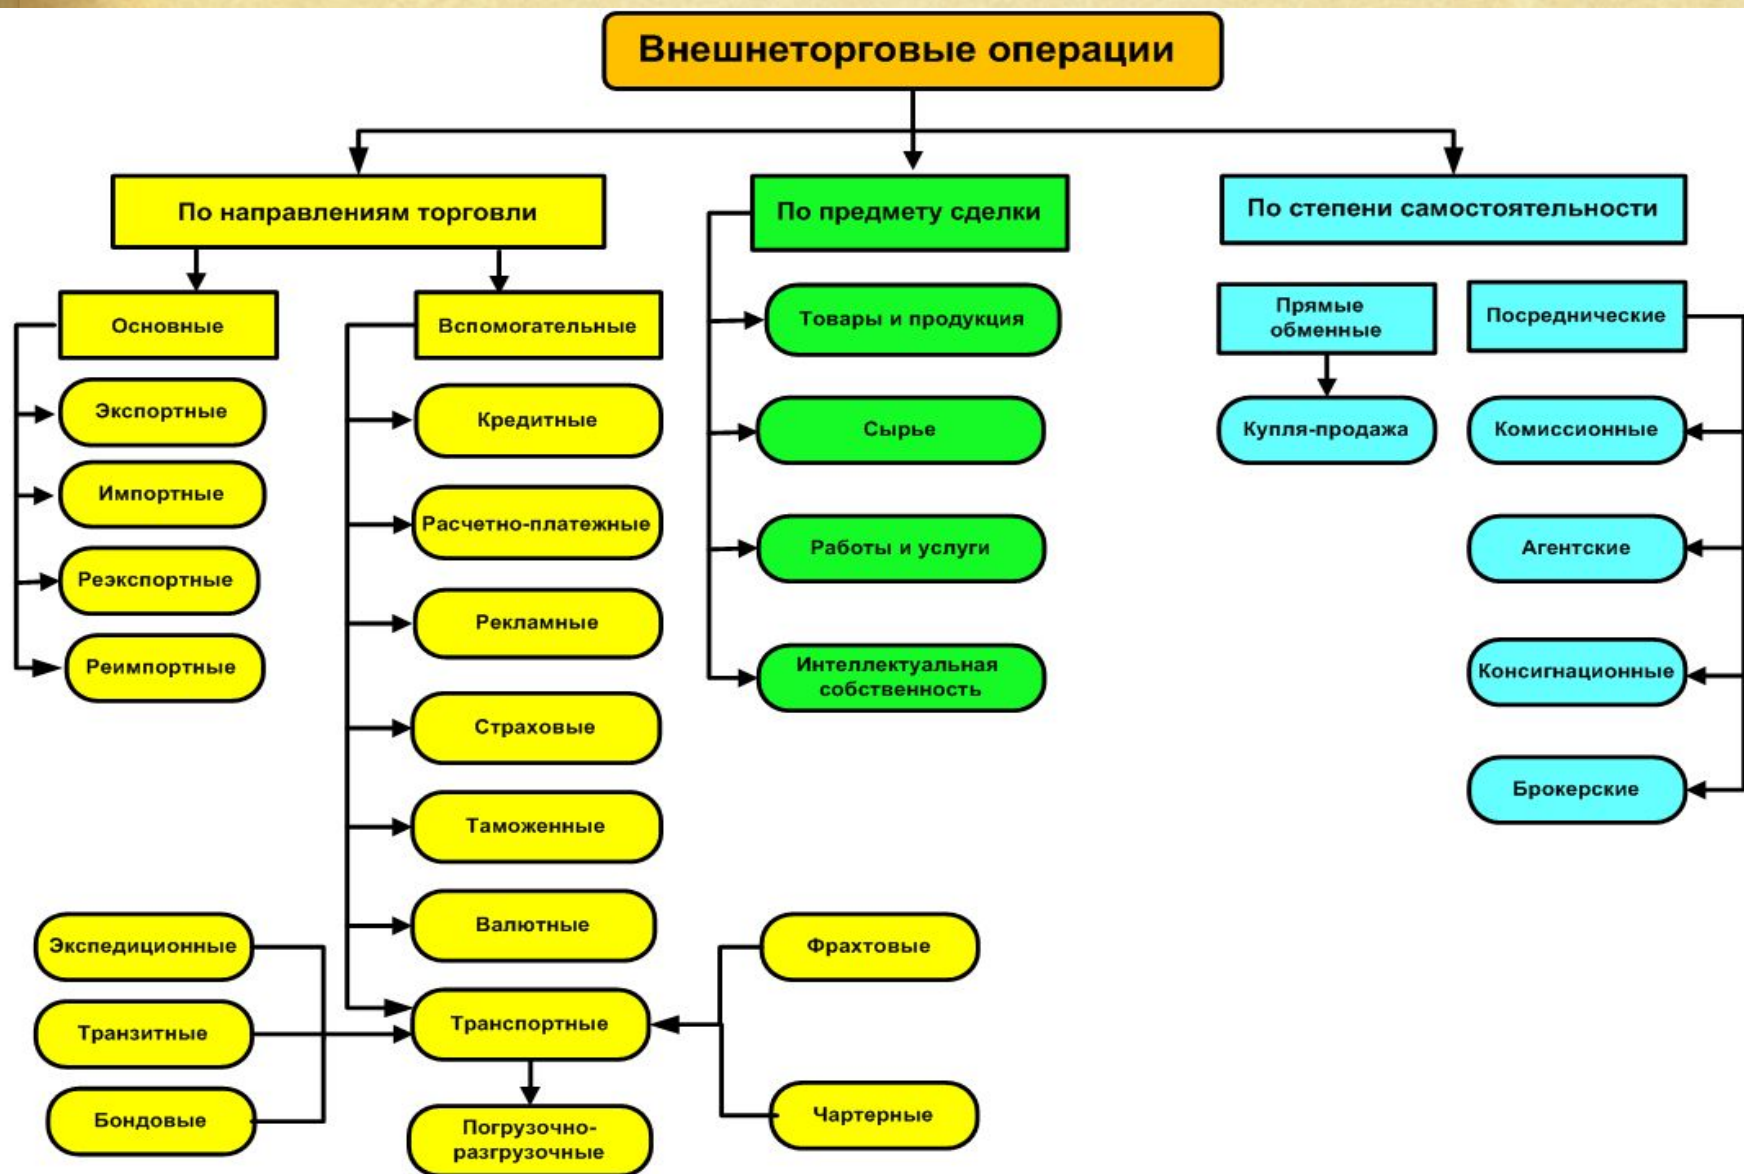 Внешнеторговые операции
По направлениям торговли
По предмету сделки
По степени самостоятельности
Основные
Вспомогательные
Экспортные
Импортные
Реэкспортные
Реимпортные
Кредитные
Расчетно-платежные
Рекламные
Страховые
Таможенные
Валютные
Транспортные
Погрузочно-
разгрузочные
Экспедиционные
Транзитные
Бондовые
Фрахтовые
Чартерные
Товары и продукция
Сырье
Работы и услуги
Интеллектуальная
собственность
Прямые
обменные
Купля-продажа
Посреднические
Комиссионные
Агентские
Консигнационные
Брокерские